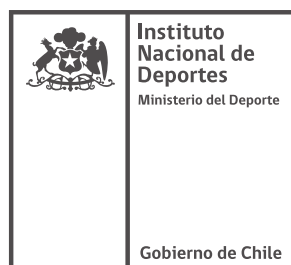 Instituto
Nacional de
Deportes
Ministerio del Deporte
Gobierno de Chile